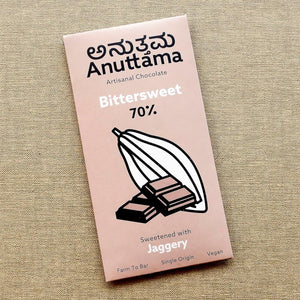 ಅನುತ್ತಮ
Anuttama
Artisanal Chocolate
Bittersweet
70%
Sweetened with
Jaggery
Farm To Bar Single Origin Vegan